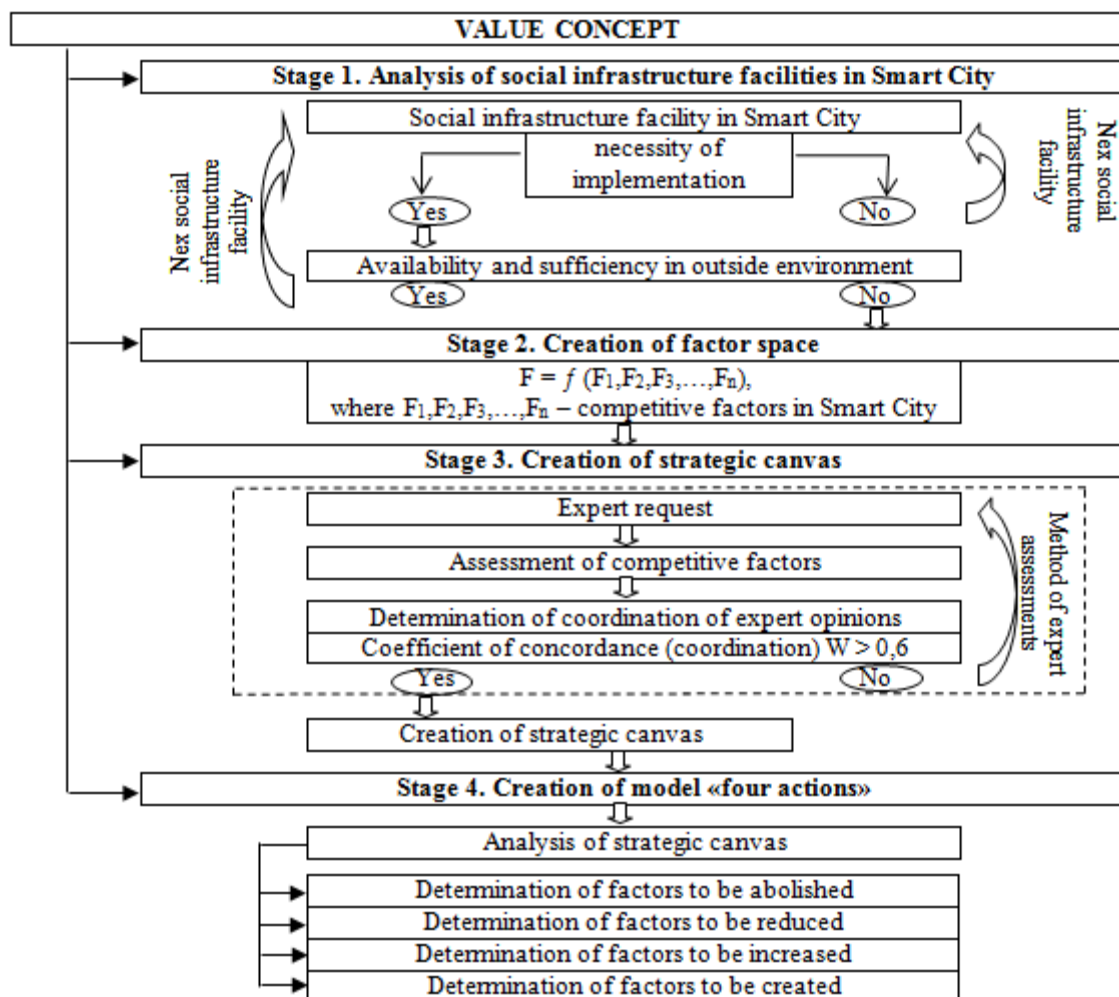 VALUE CONCEPT
Stage 1. Analysis of social infrastructure facilities in Smart City
Social infrastructure facility in Smart City
necessity of
implementation
Yes
No
Nex social
infrastructure
facility
Nex social
infrastructure
facility
Availability and sufficiency in outside environment
Yes
No
Stage 2. Creation of factor space
F = f (F₁,F₂,F₃,…,Fₙ),
where F₁,F₂,F₃,…,Fₙ – competitive factors in Smart City
Stage 3. Creation of strategic canvas
Expert request
Assessment of competitive factors
Determination of coordination of expert opinions
Coefficient of concordance (coordination) W > 0,6
Yes
No
Method of expert
assessments
Creation of strategic canvas
Stage 4. Creation of model «four actions»
Analysis of strategic canvas
Determination of factors to be abolished
Determination of factors to be reduced
Determination of factors to be increased
Determination of factors to be created